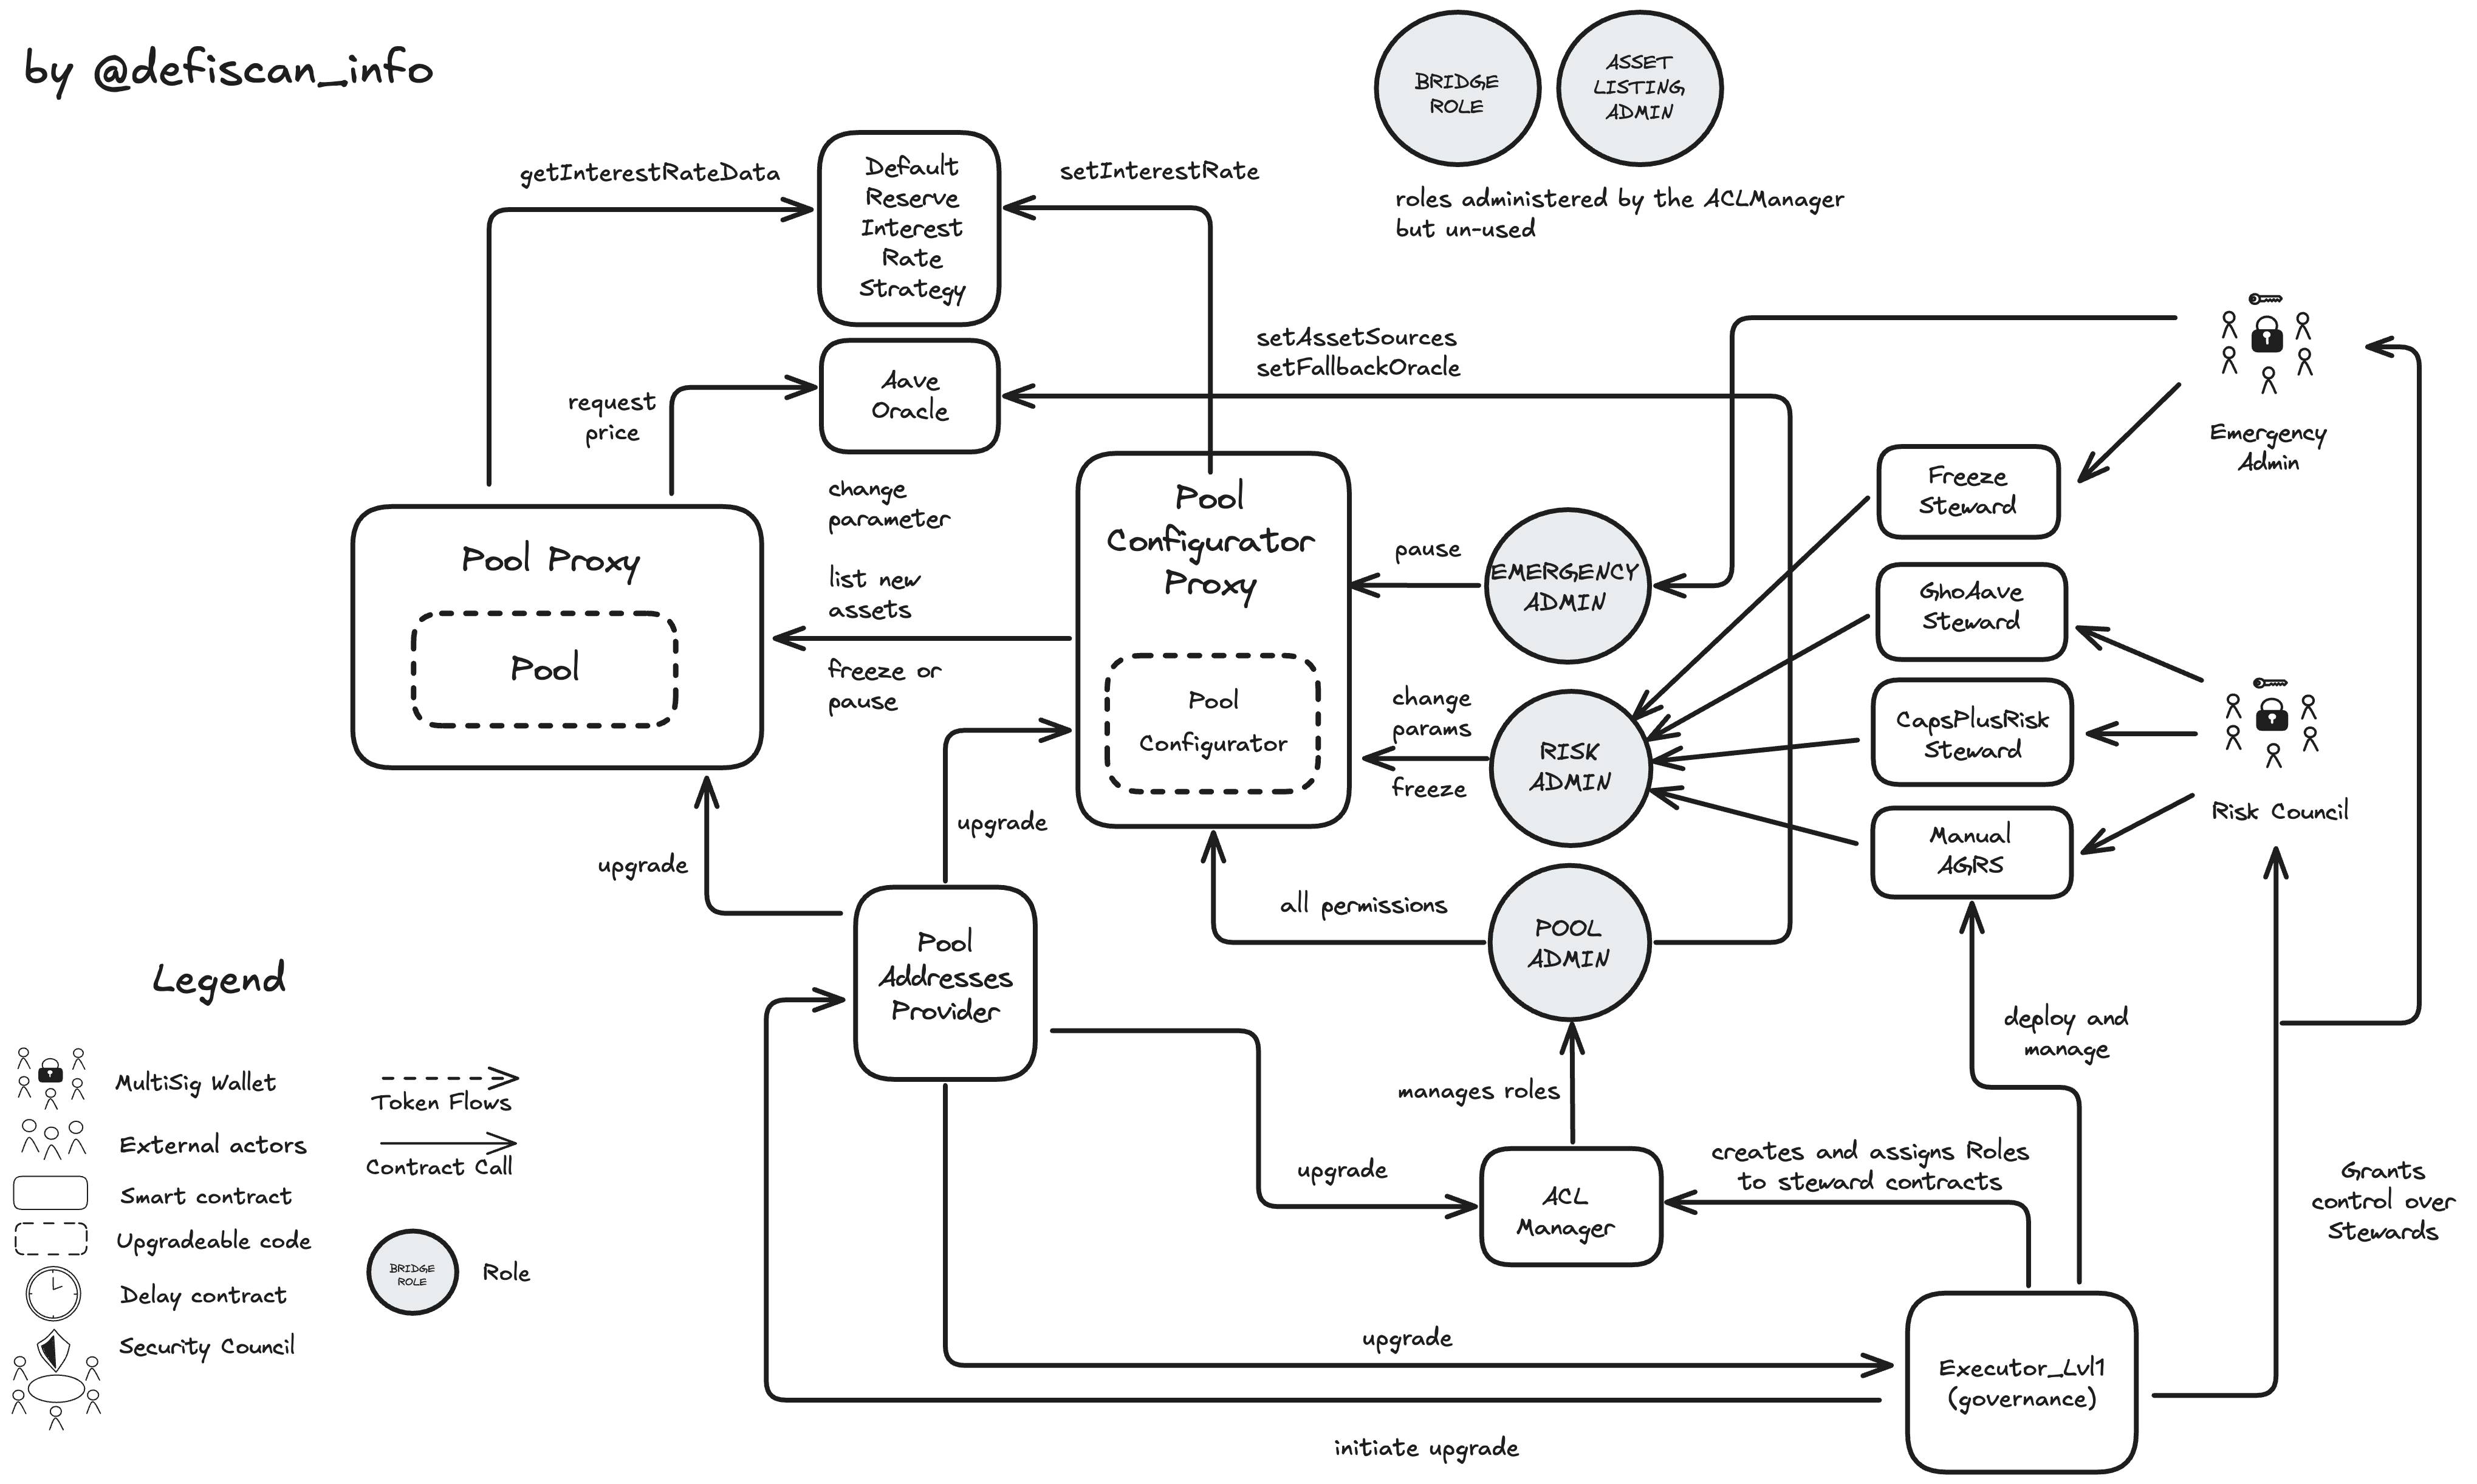 by @defiscan_info
BRIDGE
ROLE
ASSET
LISTING
ADMIN
roles administered by the ACLManager
but un-used
getInterestRateData
Default
Reserve
Interest
Rate
Strategy
setInterestRate
setAssetSources
setFallbackOracle
request
price
Aave
Oracle
Emergency
Admin
change
parameter
list new
assets
freeze or
pause
Pool Proxy
Pool
Pool
Configurator
Proxy
Pool
Configurator
pause
EMERGENCY
ADMIN
change
params
freeze
RISK
ADMIN
Freeze
Steward
GhoAave
Steward
CapsPlusRisk
Steward
Manual
AGRS
Risk Council
upgrade
upgrade
all permissions
POOL
ADMIN
Pool
Addresses
Provider
deploy and
manage
manages roles
upgrade
ACL
Manager
creates and assigns Roles
to steward contracts
Grants
control over
Stewards
upgrade
Executor_Lvl1
(governance)
initiate upgrade
Legend
MultiSig Wallet
External actors
Smart contract
Upgradeable code
Delay contract
Security Council
Token Flows
Contract Call
BRIDGE
ROLE
Role